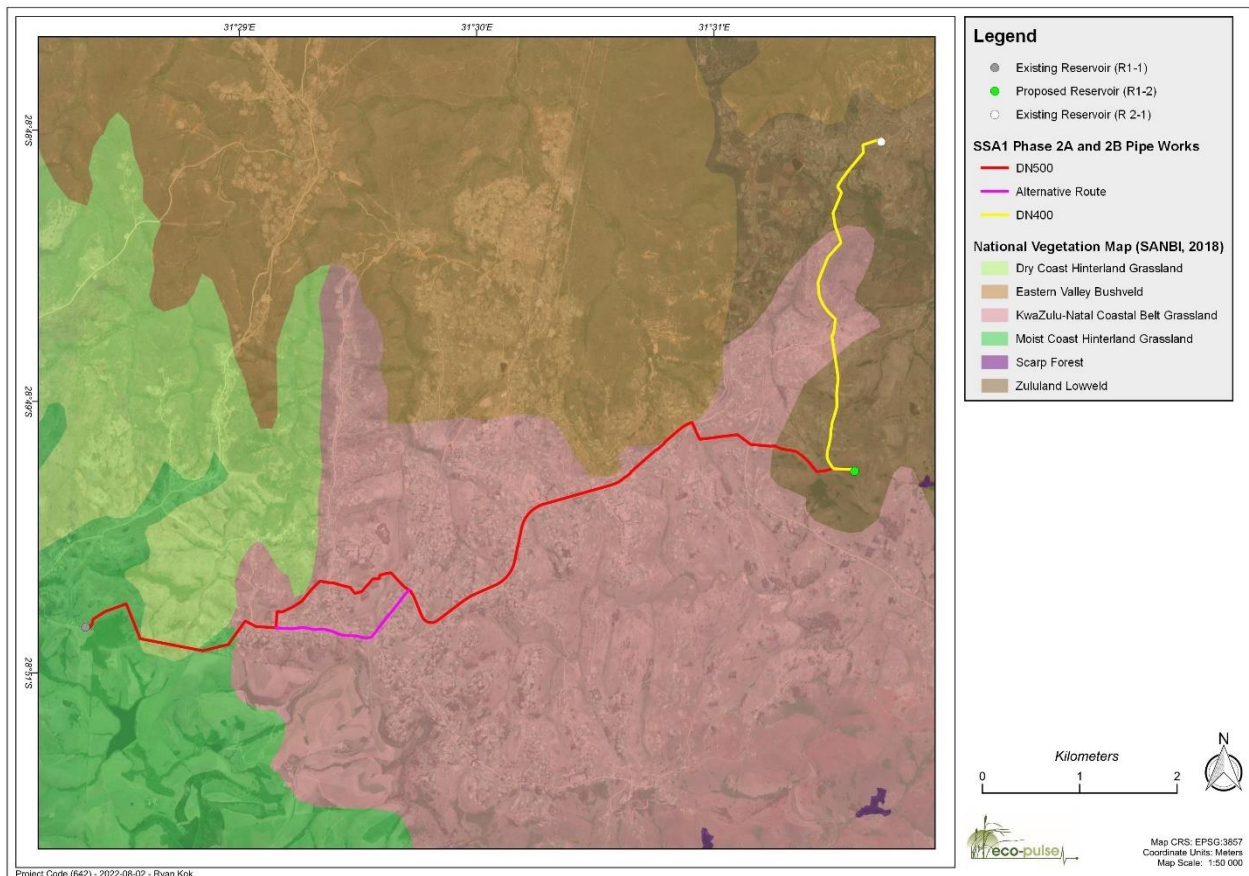 31°29'E
31°30'E
31°31'E
28°48'S
28°49'S
28°51'S
Legend
Existing Reservoir (R1-1)
Proposed Reservoir (R1-2)
Existing Reservoir (R 2-1)
SSA1 Phase 2A and 2B Pipe Works
DN500
Alternative Route
DN400
National Vegetation Map (SANBI, 2018)
Dry Coast Hinterland Grassland
Eastern Valley Bushveld
KwaZulu-Natal Coastal Belt Grassland
Moist Coast Hinterland Grassland
Scarp Forest
Zululand Lowveld
Kilometers
0 1 2
N
eco-pulse
Map CRS: EPSG:3857
Coordinate Units: Meters
Map Scale: 1:50 000
Project Code (642) - 2022-08-02 - Ryan Kok